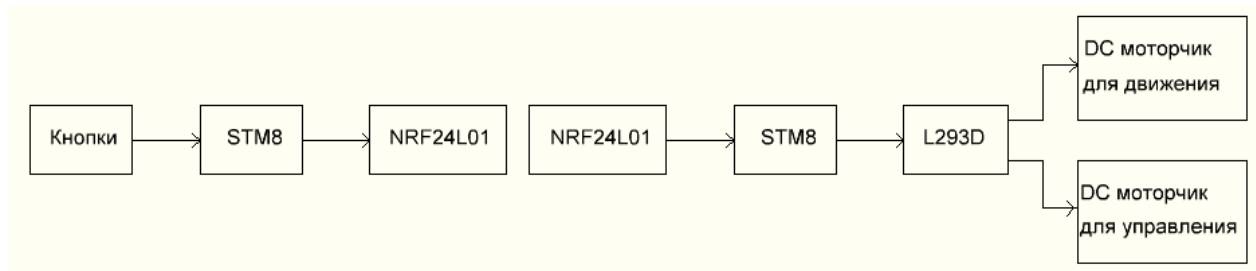 Кнопки
STM8
NRF24L01
NRF24L01
STM8
L293D
DC моторчик
для движения
DC моторчик
для управления